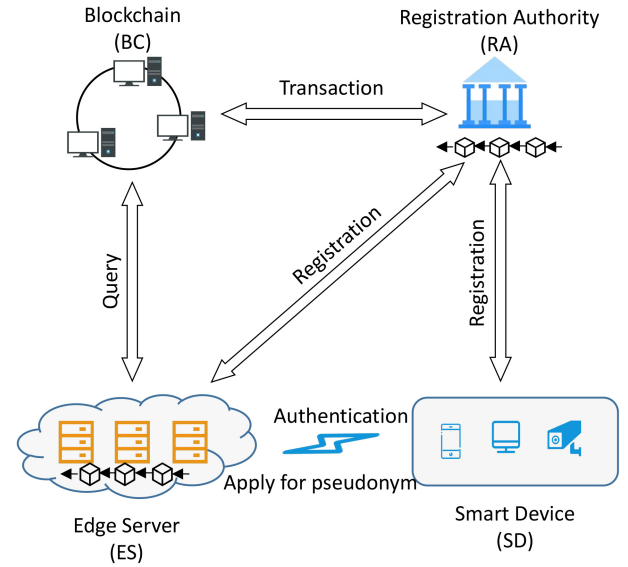 Blockchain
(BC)
Registration Authority
(RA)
Transaction
Registration
Registration
Query
Authentication
Apply for pseudonym
Edge Server
(ES)
Smart Device
(SD)